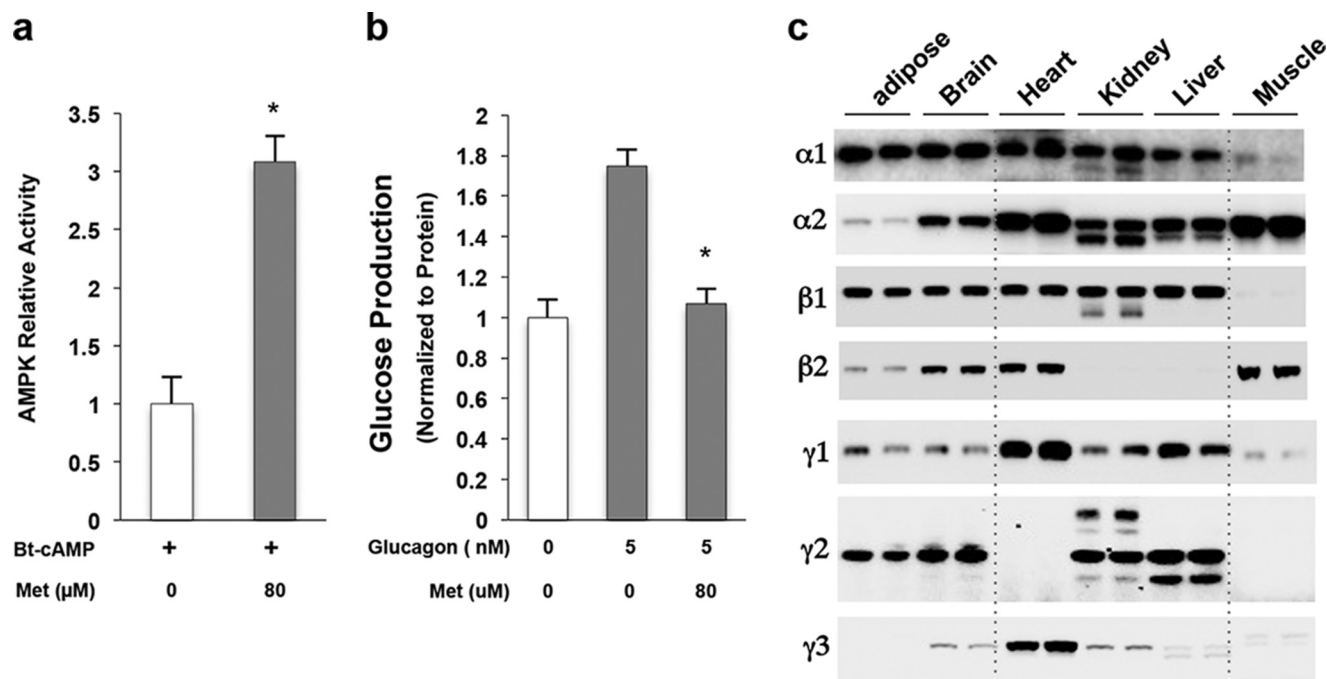 a
AMPK Relative Activity
3.5
3
2.5
2
1.5
1
0.5
0
*
Bt-cAMP + +
Met (µM) 0 80
b
Glucose Production
(Normalized to Protein)
2
1.8
1.6
1.4
1.2
1
0.8
0.6
0.4
0.2
0
*
Glucagon ( nM) 0 5 5
Met (uM) 0 0 80
c
adipose Brain Heart Kidney Liver Muscle
α1
α2
β1
β2
γ1
γ2
γ3